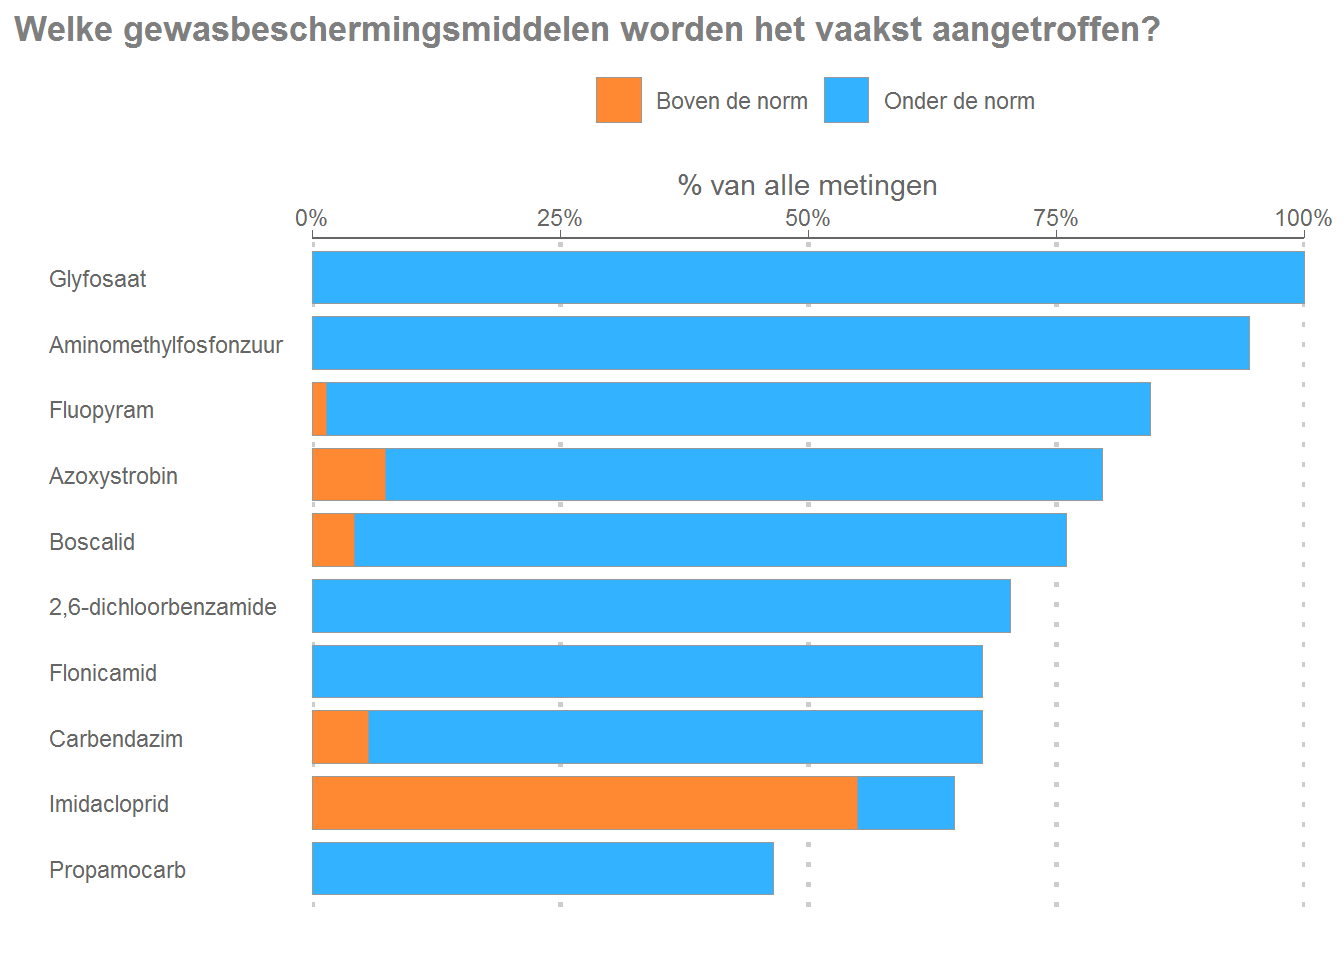 Welke gewasbeschermingsmiddelen worden het vaakst aangetroffen?
Boven de norm Onder de norm
% van alle metingen
0% 25% 50% 75% 100%
Glyfosaat
Aminomethylfosfonzuur
Fluopyram
Azoxystrobin
Boscalid
2,6-dichloorbenzamide
Flonicamid
Carbendazim
Imidacloprid
Propamocarb